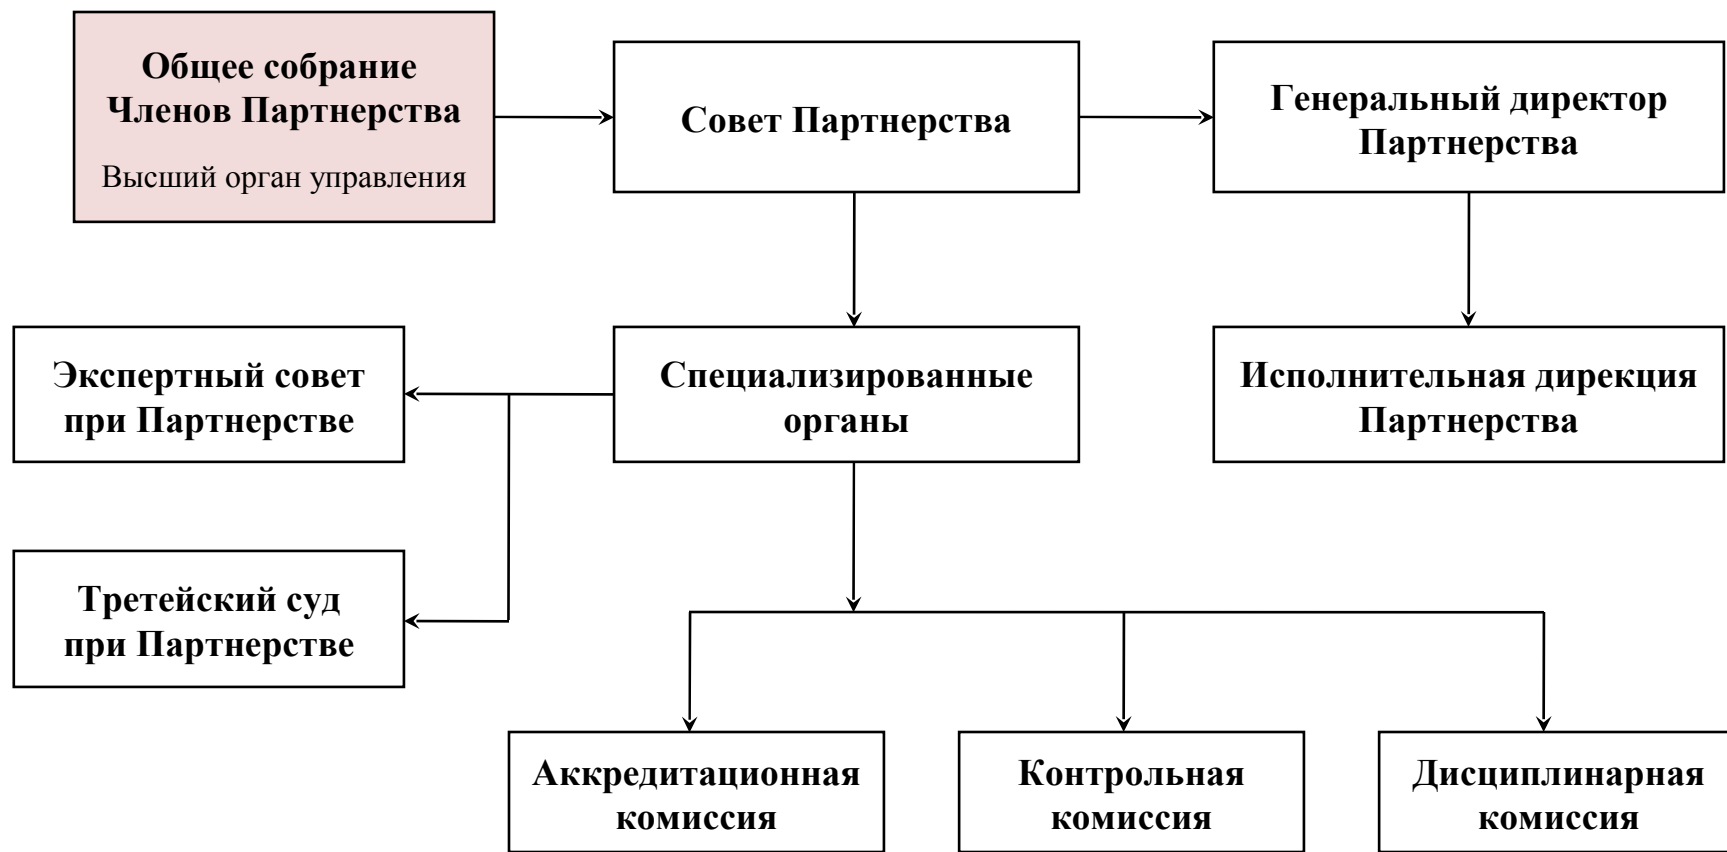 Общее собрание
Членов Партнерства
Высший орган управления
Совет Партнерства
Генеральный директор
Партнерства
Экспертный совет
при Партнерстве
Специализированные
органы
Исполнительная дирекция
Партнерства
Третейский суд
при Партнерстве
Аккредитационная
комиссия
Контрольная
комиссия
Дисциплинарная
комиссия